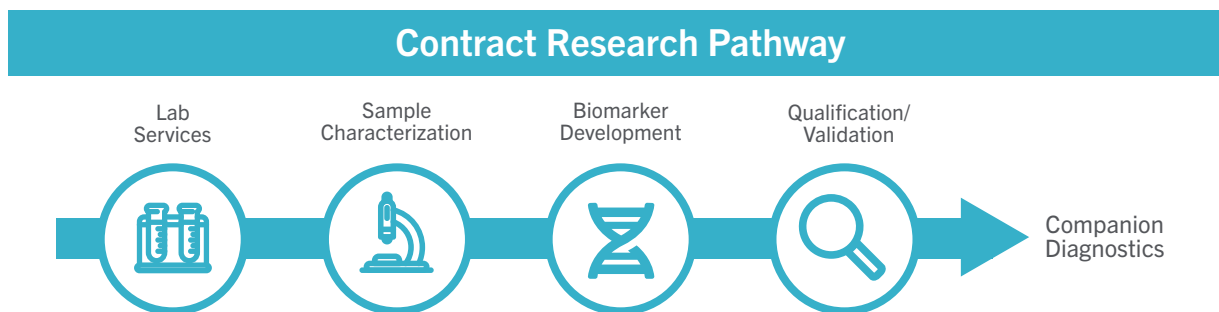 Contract Research Pathway
Lab
Services
Sample
Characterization
Biomarker
Development
Qualification/
Validation
Companion
Diagnostics